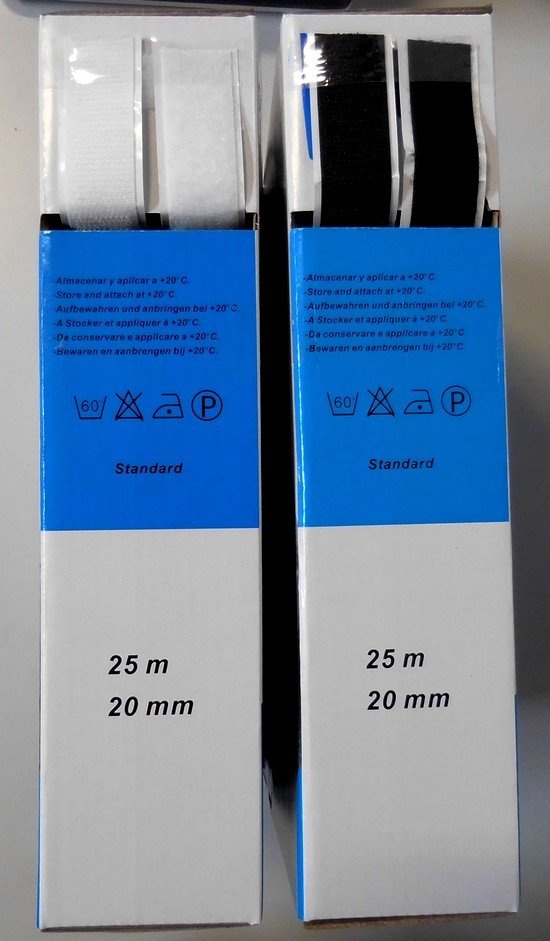 -Almacenar y aplicar a +20°C.
-Store and attach at +20°C.
-Aufbewahren und anbringen bei +20°C.
-A Stocker et appliquer à +20°C.
-Da conservare e applicare a +20°C.
-Bewaren en aanbrengen bij +20°C.
60°
P
Standard
25 m
20 mm
-Almacenar y aplicar a +20°C.
-Store and attach at +20°C.
-Aufbewahren und anbringen bei +20°C.
-A Stocker et appliquer à +20°C.
-Da conservare e applicare a +20°C.
-Bewaren en aanbrengen bij +20°C.
60°
P
Standard
25 m
20 mm